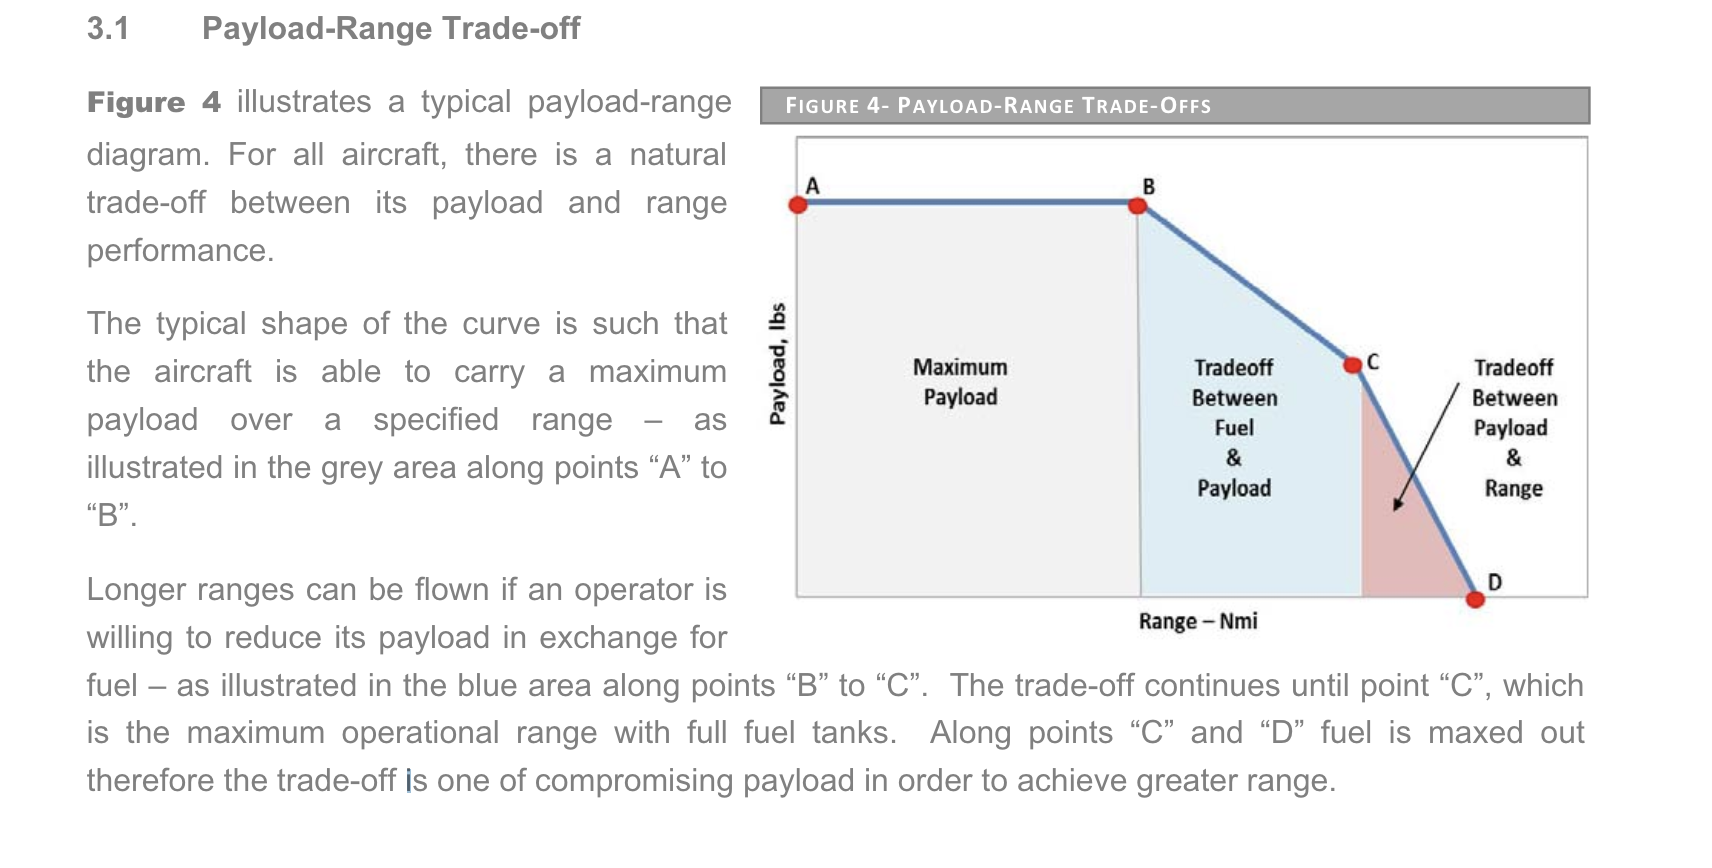 3.1 Payload-Range Trade-off
Figure 4 illustrates a typical payload-range
diagram. For all aircraft, there is a natural
trade-off between its payload and range
performance.
The typical shape of the curve is such that
the aircraft is able to carry a maximum
payload over a specified range – as
illustrated in the grey area along points “A” to
“B”.
Longer ranges can be flown if an operator is
willing to reduce its payload in exchange for
fuel – as illustrated in the blue area along points “B” to “C”. The trade-off continues until point “C”, which
is the maximum operational range with full fuel tanks. Along points “C” and “D” fuel is maxed out
therefore the trade-off is one of compromising payload in order to achieve greater range.
FIGURE 4- PAYLOAD-RANGE TRADE-OFFS
A
B
C
D
Payload, lbs
Maximum
Payload
Tradeoff
Between
Fuel
&
Payload
Tradeoff
Between
Payload
&
Range
Range – Nmi